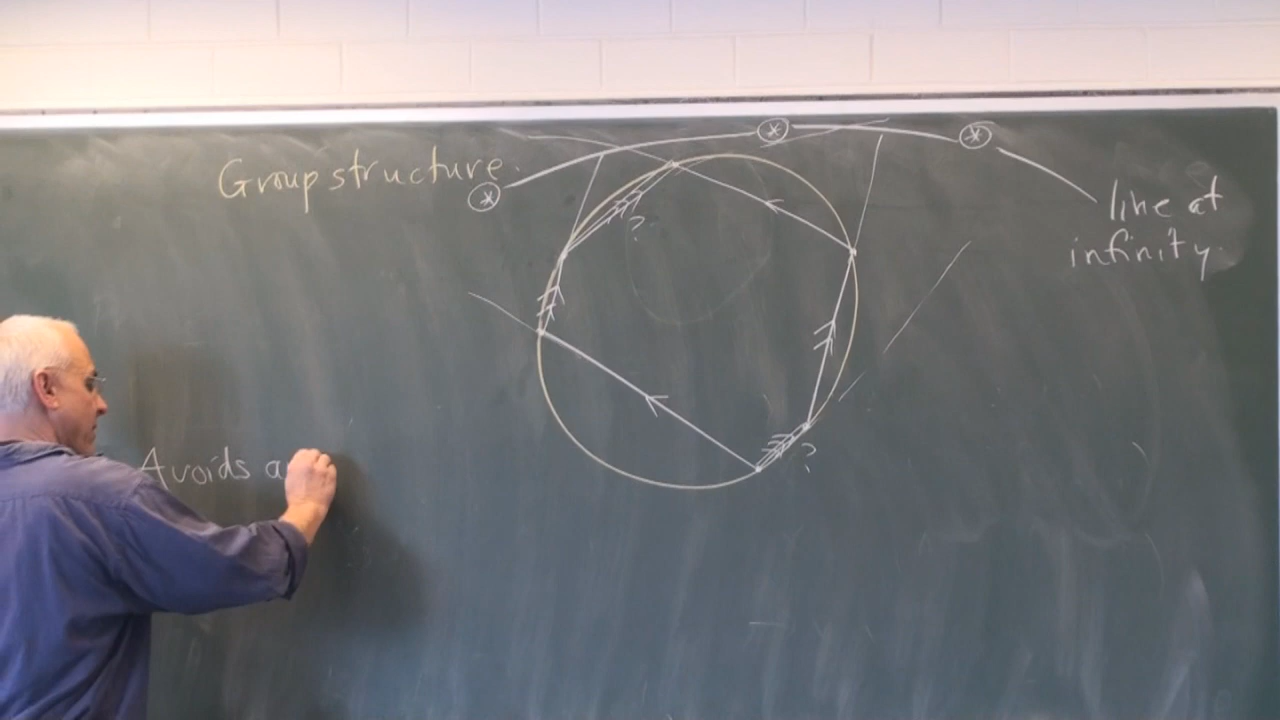 Group structure.
line at
infinity.
?
?
Avoids a